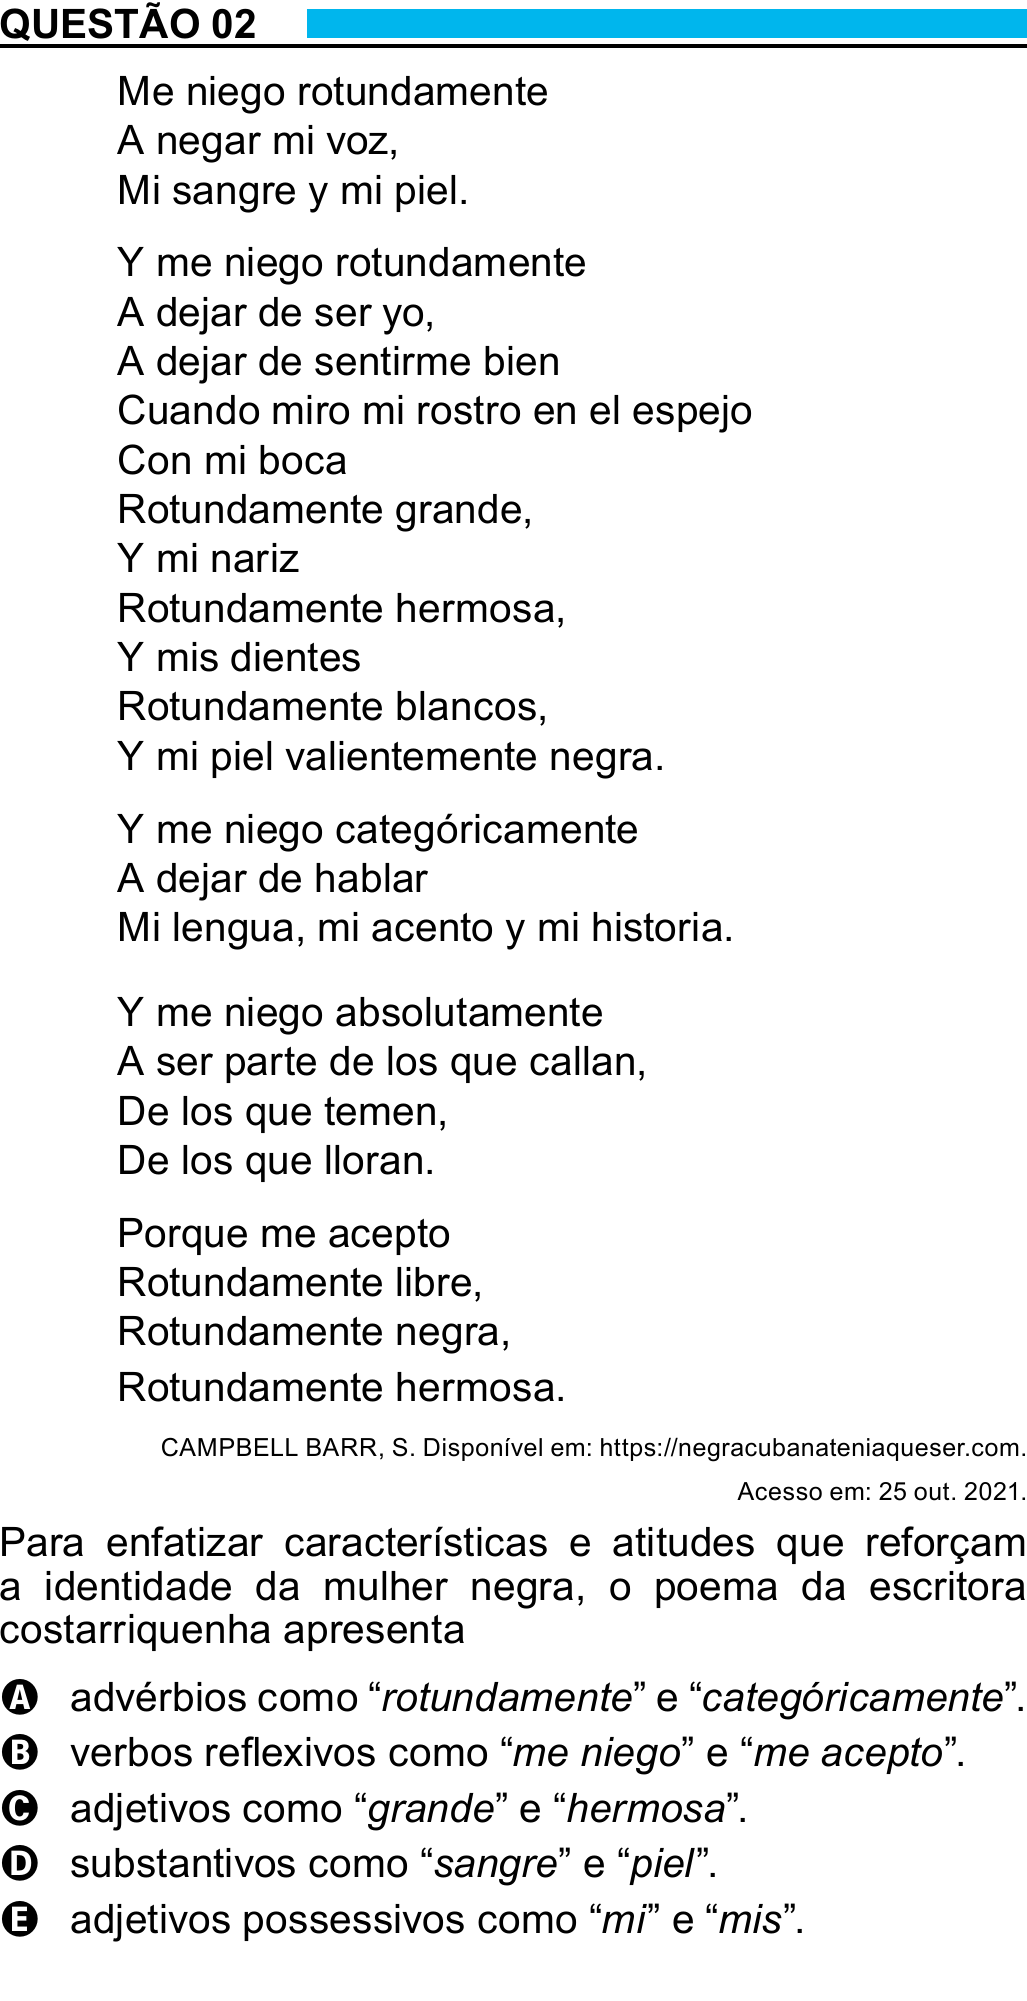 QUESTÃO 02
Me niego rotundamente
A negar mi voz,
Mi sangre y mi piel.
Y me niego rotundamente
A dejar de ser yo,
A dejar de sentirme bien
Cuando miro mi rostro en el espejo
Con mi boca
Rotundamente grande,
Y mi nariz
Rotundamente hermosa,
Y mis dientes
Rotundamente blancos,
Y mi piel valientemente negra.
Y me niego categóricamente
A dejar de hablar
Mi lengua, mi acento y mi historia.
Y me niego absolutamente
A ser parte de los que callan,
De los que temen,
De los que lloran.
Porque me acepto
Rotundamente libre,
Rotundamente negra,
Rotundamente hermosa.
CAMPBELL BARR, S. Disponível em: https://negracubanateniaqueser.com.
Acesso em: 25 out. 2021.
Para enfatizar características e atitudes que reforçam
a identidade da mulher negra, o poema da escritora
costarriquenha apresenta
A advérbios como “rotundamente” e “categóricamente”.
B verbos reflexivos como “me niego” e “me acepto”.
C adjetivos como “grande” e “hermosa”.
D substantivos como “sangre” e “piel”.
E adjetivos possessivos como “mi” e “mis”.